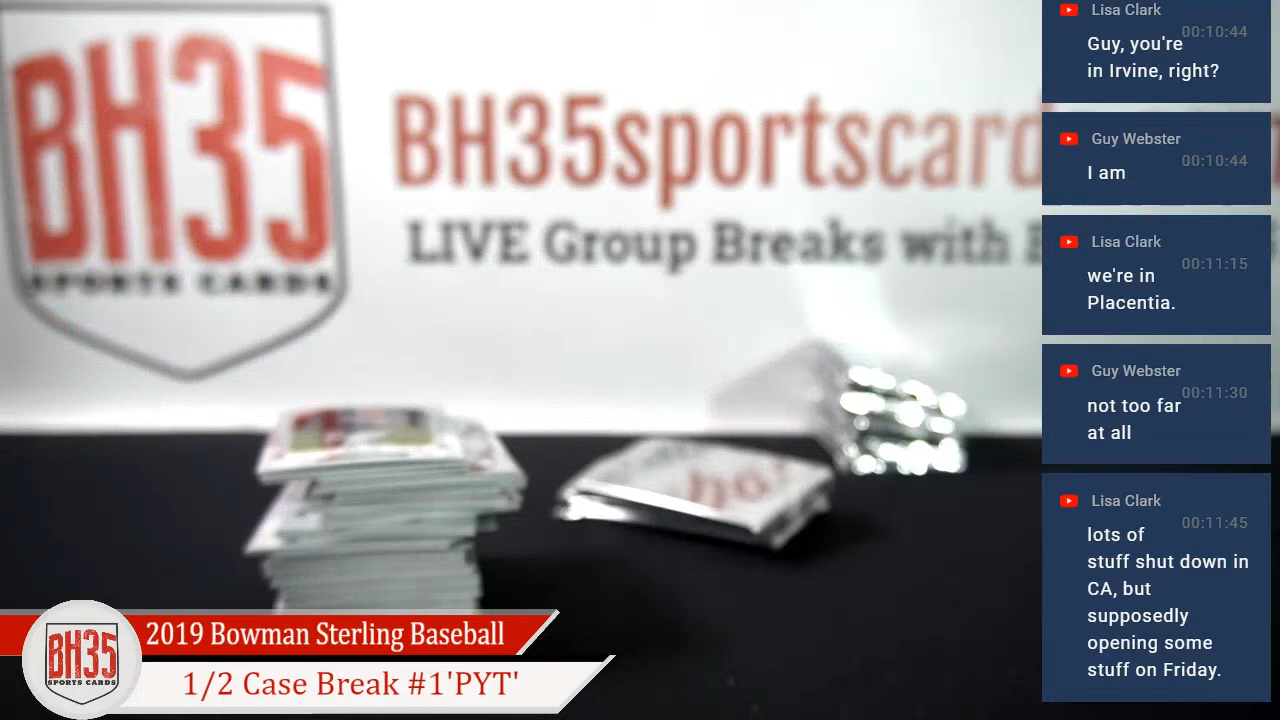 BH35
SPORTS CARDS
BH35sportscard
LIVE Group Breaks with
Lisa Clark
00:10:44
Guy, you're
in Irvine, right?
Guy Webster
00:10:44
I am
Lisa Clark
00:11:15
we're in
Placentia.
Guy Webster
00:11:30
not too far
at all
Lisa Clark
00:11:45
lots of
stuff shut down in
CA, but
supposedly
opening some
stuff on Friday.
BH35
SPORTS CARDS
2019 Bowman Sterling Baseball
1/2 Case Break #1'PYT'